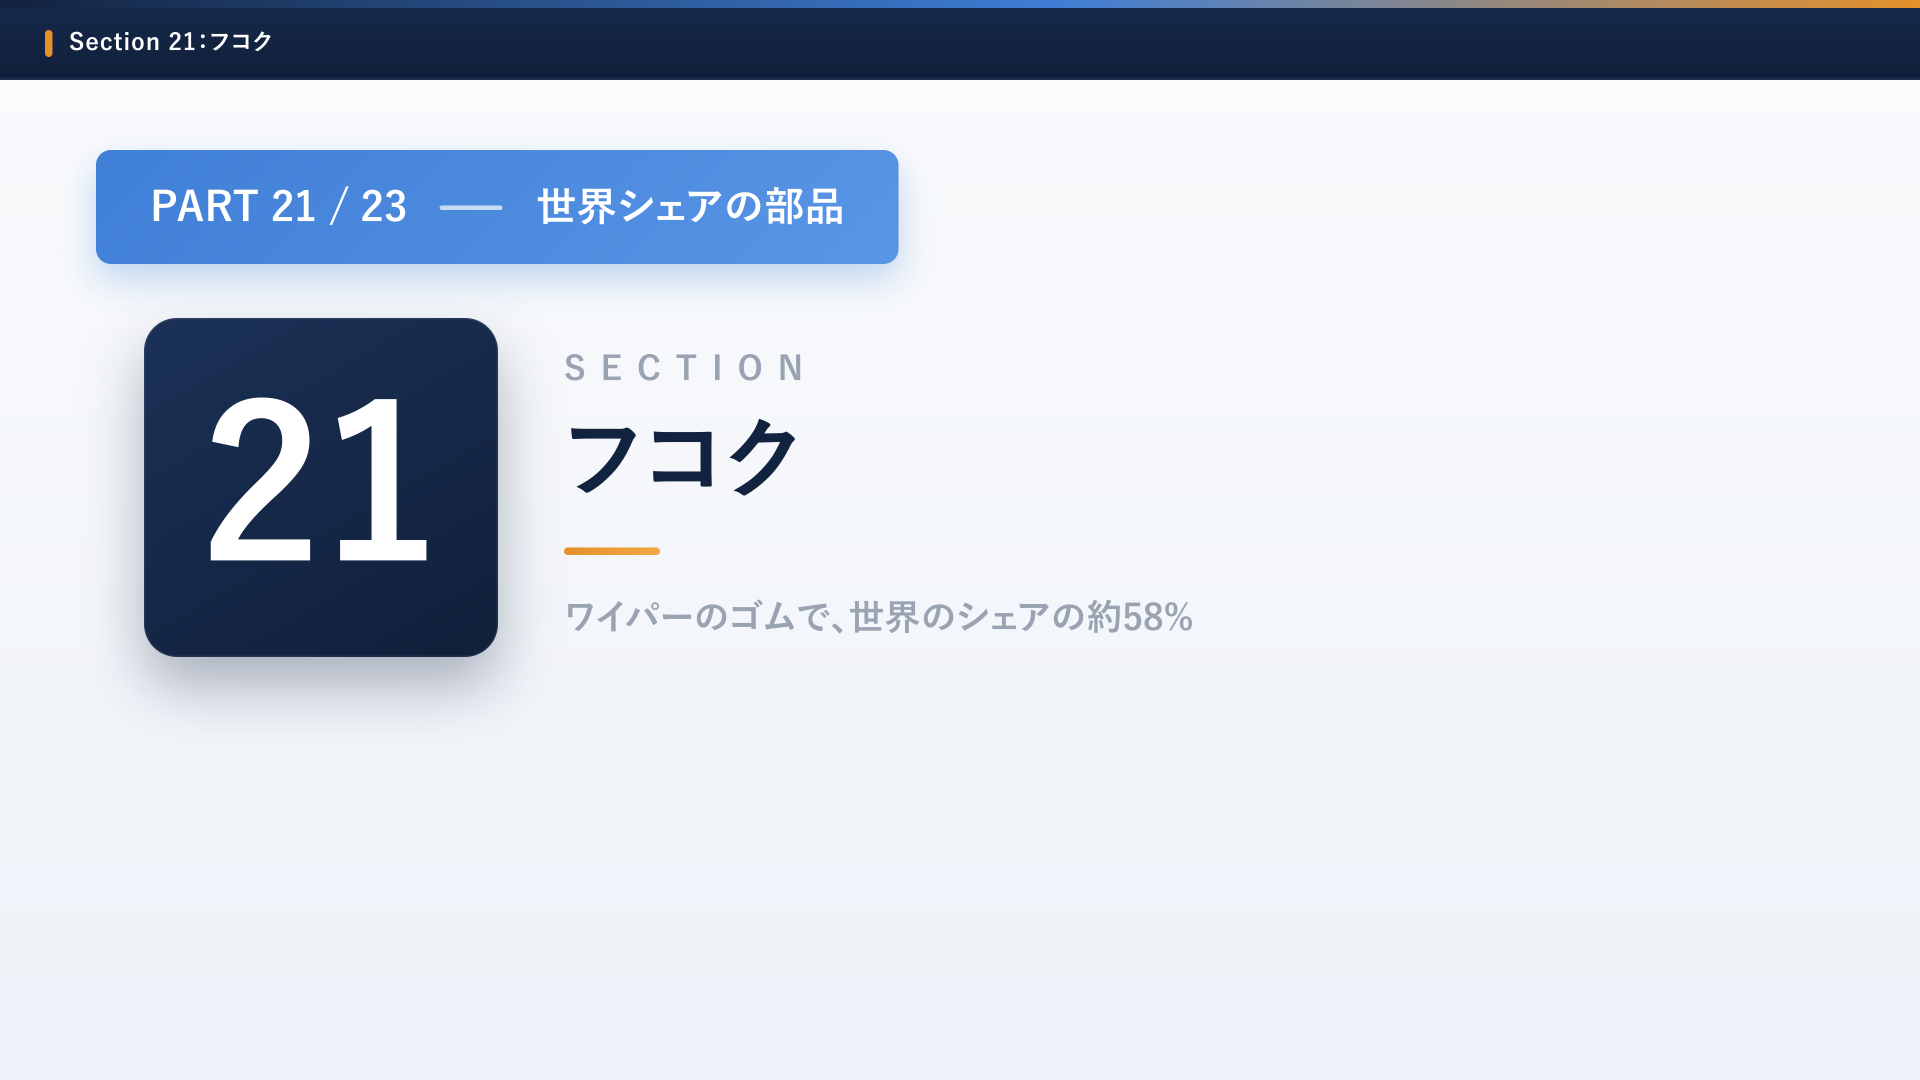 Section 21：フコク
PART 21 / 23 — 世界シェアの部品
21
SECTION
フコク
ワイパーのゴムで、世界のシェアの約58%